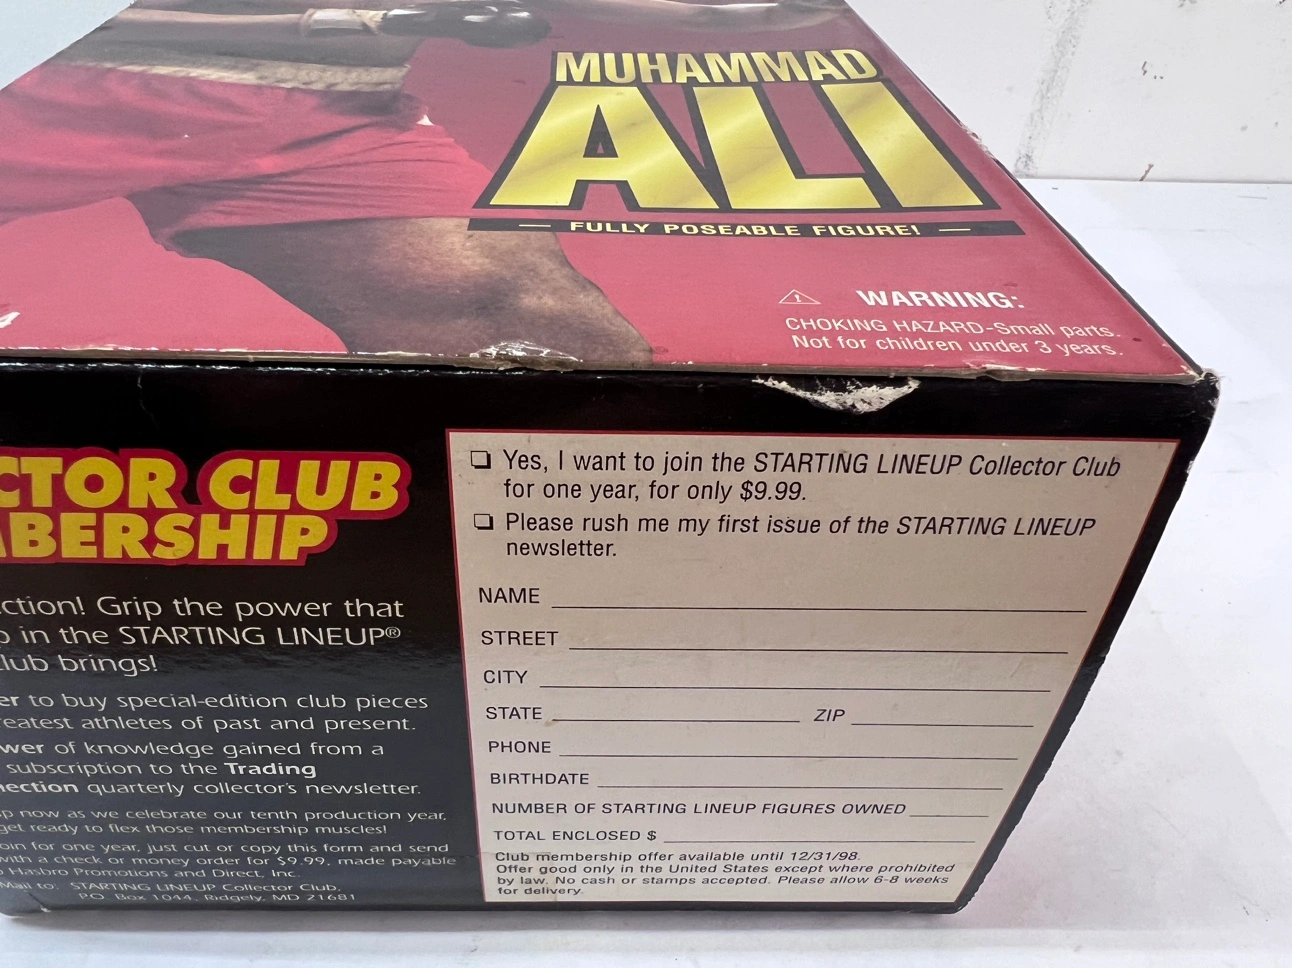 MUHAMMAD
ALI
— FULLY POSEABLE FIGURE! —
WARNING:
CHOKING HAZARD-Small parts.
Not for children under 3 years.
CTOR CLUB
BERSHIP
ction! Grip the power that
in the STARTING LINEUP®
lub brings!
er to buy special-edition club pieces
eatest athletes of past and present.
wer of knowledge gained from a
subscription to the Trading
nection quarterly collector's newsletter.
p now as we celebrate our tenth production year,
get ready to flex those membership muscles!
oin for one year, just cut or copy this form and send
with a check or money order for $9.99, made payable
Hasbro Promotions and Direct, Inc.
Mail to: STARTING LINEUP Collector Club,
P.O. Box 1044, Ridgely, MD 21681
❏ Yes, I want to join the STARTING LINEUP Collector Club
for one year, for only $9.99.
❏ Please rush me my first issue of the STARTING LINEUP
newsletter.
NAME
STREET
CITY
STATE ZIP
PHONE
BIRTHDATE
NUMBER OF STARTING LINEUP FIGURES OWNED
TOTAL ENCLOSED $
Club membership offer available until 12/31/98.
Offer good only in the United States except where prohibited
by law. No cash or stamps accepted. Please allow 6-8 weeks
for delivery.